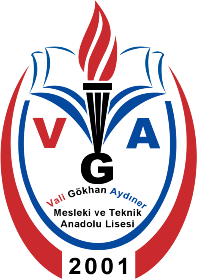 V A
G
Vali Gökhan Aydıner
Mesleki ve Teknik
Anadolu Lisesi
2001